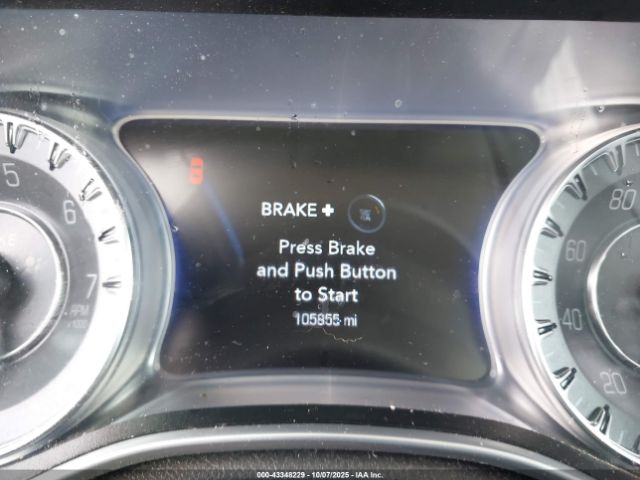 BRAKE +
Press Brake
and Push Button
to Start
105855 mi
5
6
7
RPM
x1000
80
60
40
20
000-43348229 - 10/07/2025 - IAA Inc.